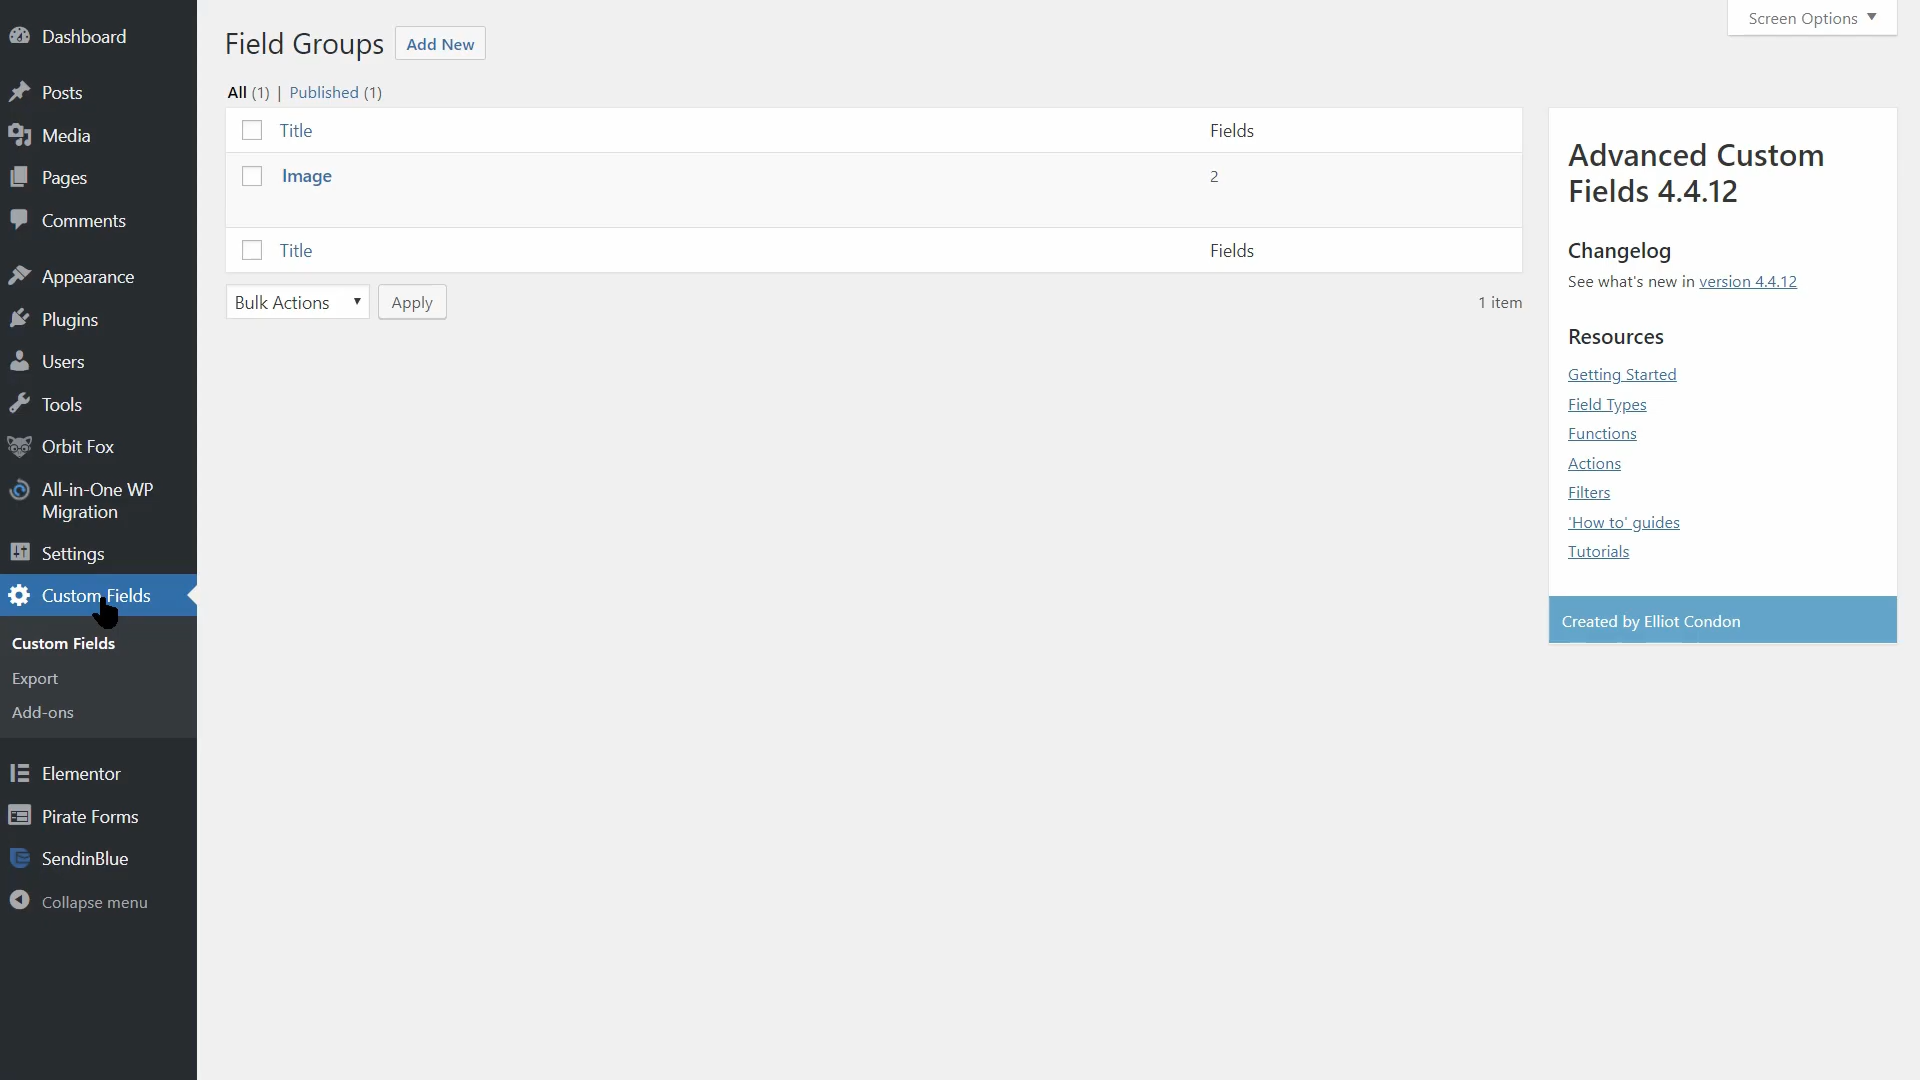 Dashboard
Posts
Media
Pages
Comments
Appearance
Plugins
Users
Tools
Orbit Fox
All-in-One WP
Migration
Settings
Custom Fields
Custom Fields
Export
Add-ons
Elementor
Pirate Forms
SendinBlue
Collapse menu
Screen Options
Field Groups Add New
All (1) | Published (1)
Title Fields
Image 2
Title Fields
Bulk Actions Apply 1 item
Advanced Custom
Fields 4.4.12
Changelog
See what's new in version 4.4.12
Resources
Getting Started
Field Types
Functions
Actions
Filters
'How to' guides
Tutorials
Created by Elliot Condon